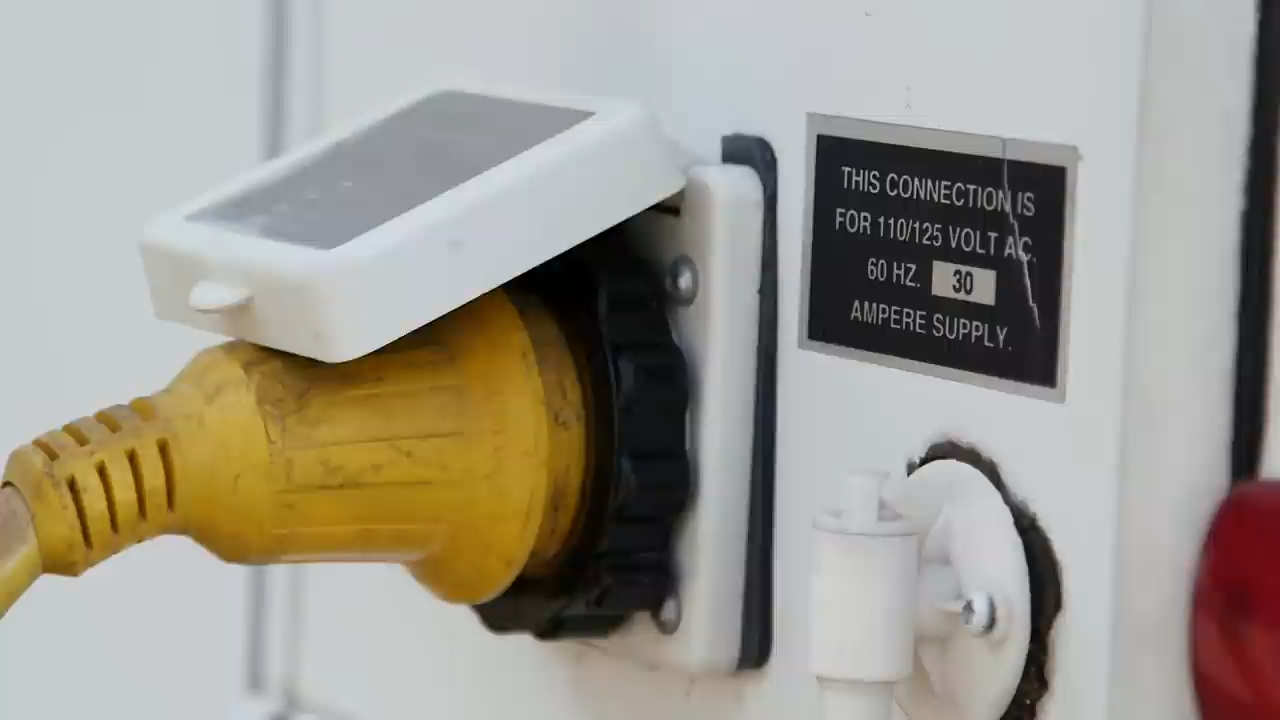 THIS CONNECTION IS
FOR 110/125 VOLT AC.
60 HZ. 30
AMPERE SUPPLY.